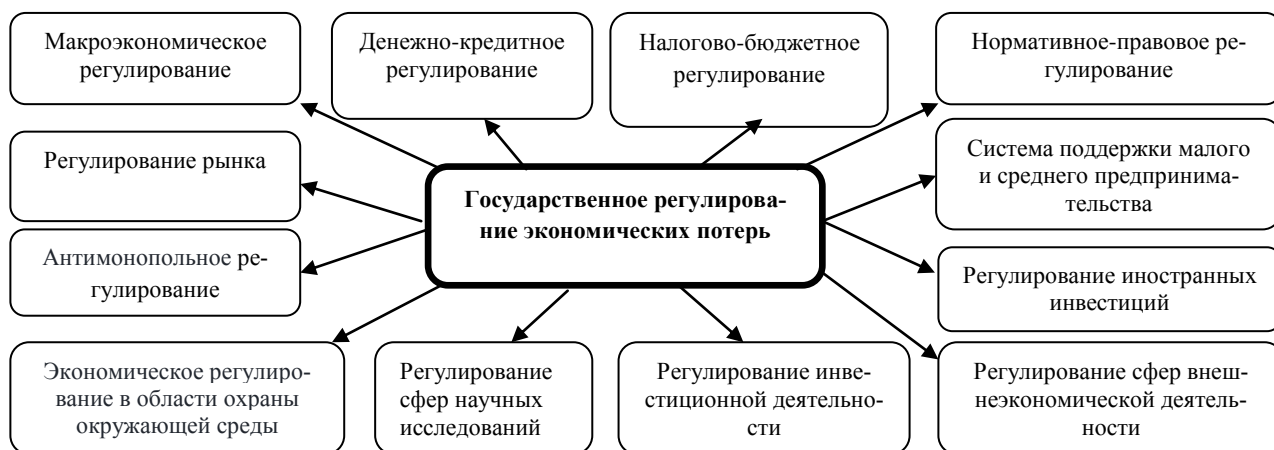 Макроэкономическое
регулирование
Денежно-кредитное
регулирование
Налогово-бюджетное
регулирование
Нормативное-правовое ре-
гулирование
Регулирование рынка
Государственное регулирова-
ние экономических потерь
Система поддержки малого
и среднего предпринима-
тельства
Антимонопольное ре-
гулирование
Регулирование иностранных
инвестиций
Экономическое регулиро-
вание в области охраны
окружающей среды
Регулирование
сфер научных
исследований
Регулирование инве-
стиционной деятельно-
сти
Регулирование сфер внеш-
неэкономической деятель-
ности